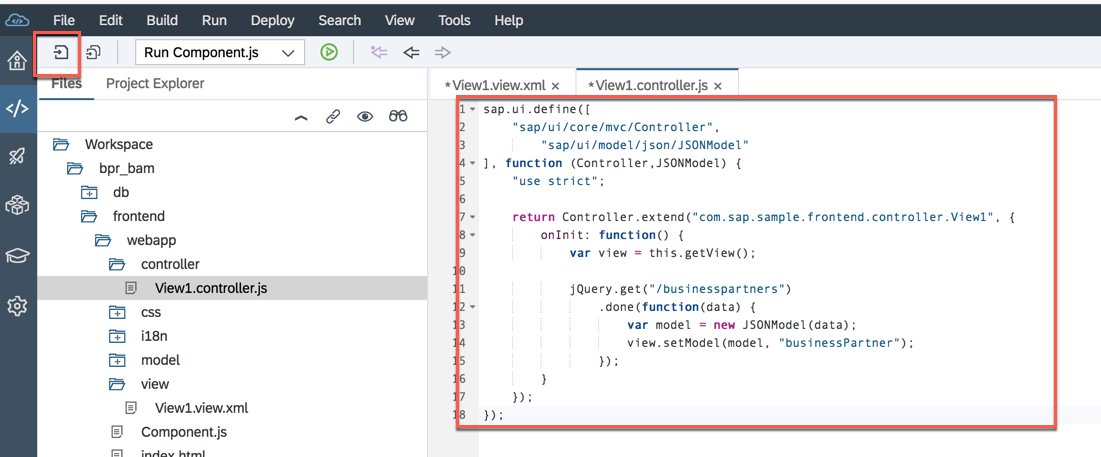 File Edit Build Run Deploy Search View Tools Help
Run Component.js
Files Project Explorer
*View1.view.xml × *View1.controller.js ×
Workspace
bpr_bam
db
frontend
webapp
controller
View1.controller.js
css
i18n
model
view
View1.view.xml
Component.js
index.html
1 sap.ui.define([
2     "sap/ui/core/mvc/Controller",
3         "sap/ui/model/json/JSONModel"
4 ], function (Controller,JSONModel) {
5     "use strict";
6
7     return Controller.extend("com.sap.sample.frontend.controller.View1", {
8         onInit: function() {
9             var view = this.getView();
10
11             jQuery.get("/businesspartners")
12                 .done(function(data) {
13                     var model = new JSONModel(data);
14                     view.setModel(model, "businessPartner");
15                 });
16         }
17     });
18 });